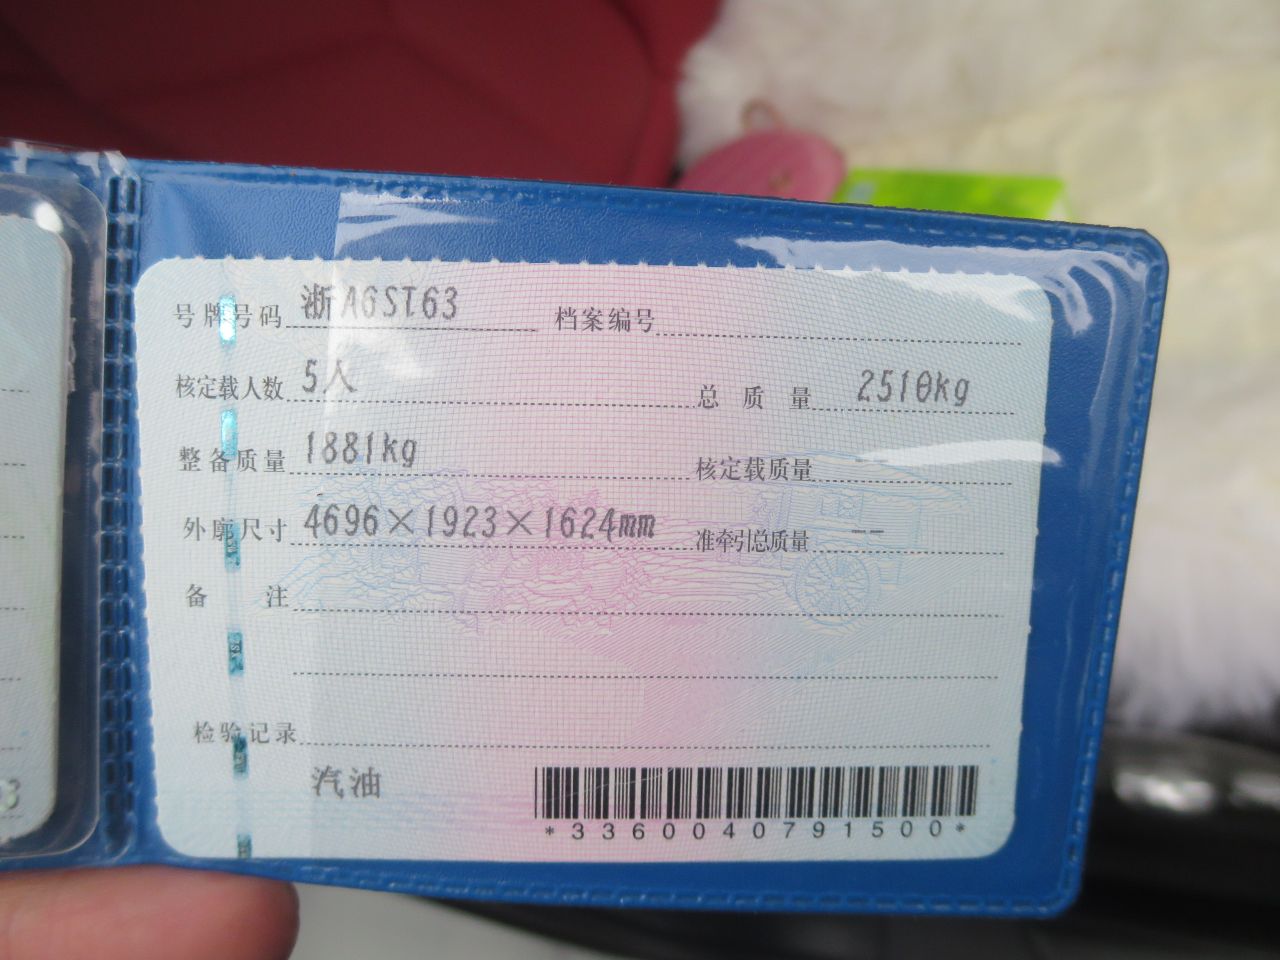 号牌号码 浙A6ST63 档案编号
核定载人数 5人 总质量 2510kg
整备质量 1881kg 核定载质量 --
外廓尺寸 4696×1923×1624mm 准牵引总质量 --
备注
检验记录
汽油
*3360040791500*